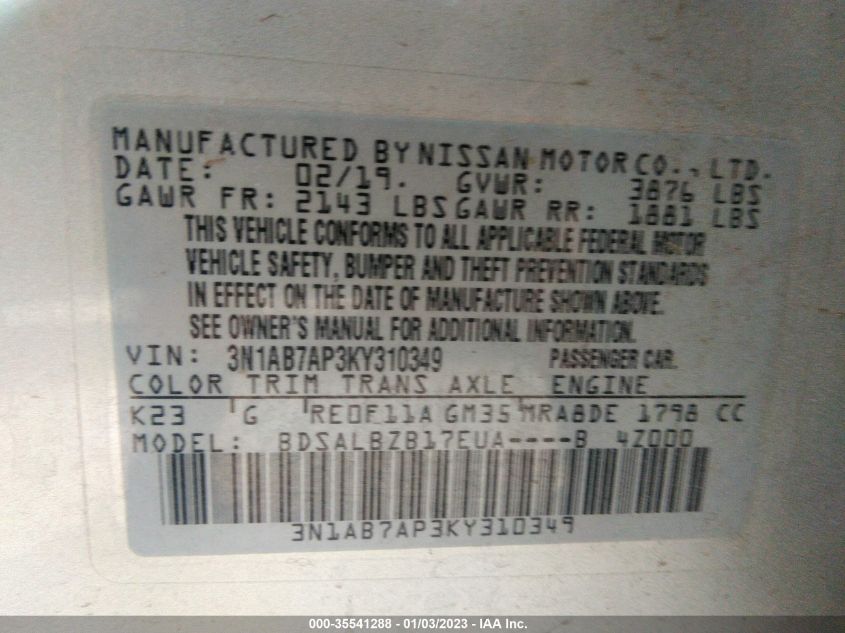 MANUFACTURED BY NISSAN MOTOR CO., LTD.
DATE: 02/19. GVWR: 3876 LBS
GAWR FR: 2143 LBS GAWR RR: 1881 LBS
THIS VEHICLE CONFORMS TO ALL APPLICABLE FEDERAL MOTOR
VEHICLE SAFETY, BUMPER AND THEFT PREVENTION STANDARDS
IN EFFECT ON THE DATE OF MANUFACTURE SHOWN ABOVE.
SEE OWNER'S MANUAL FOR ADDITIONAL INFORMATION.
VIN: 3N1AB7AP3KY310349 PASSENGER CAR.
COLOR TRIM TRANS AXLE ENGINE
K23 G RE0F11A GM35 MRA8DE 1798 CC
MODEL: BDSALBZB17EUA----B 4Z000
3N1AB7AP3KY310349
000-35541288 - 01/03/2023 - IAA Inc.